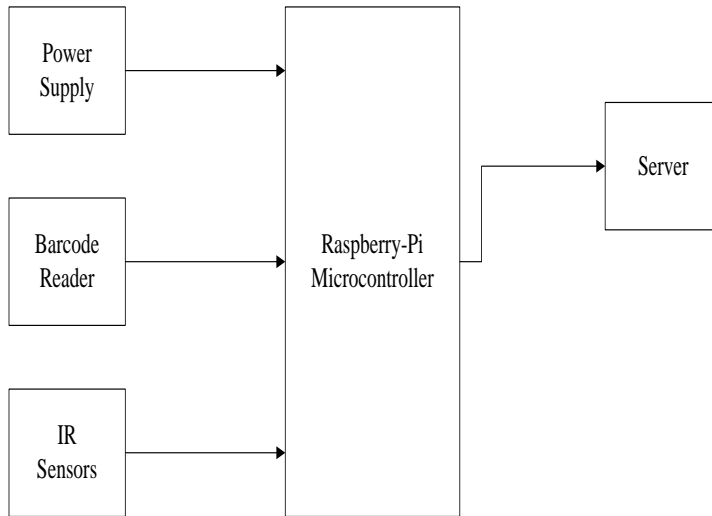 Power
Supply
Barcode
Reader
IR
Sensors
Raspberry-Pi
Microcontroller
Server